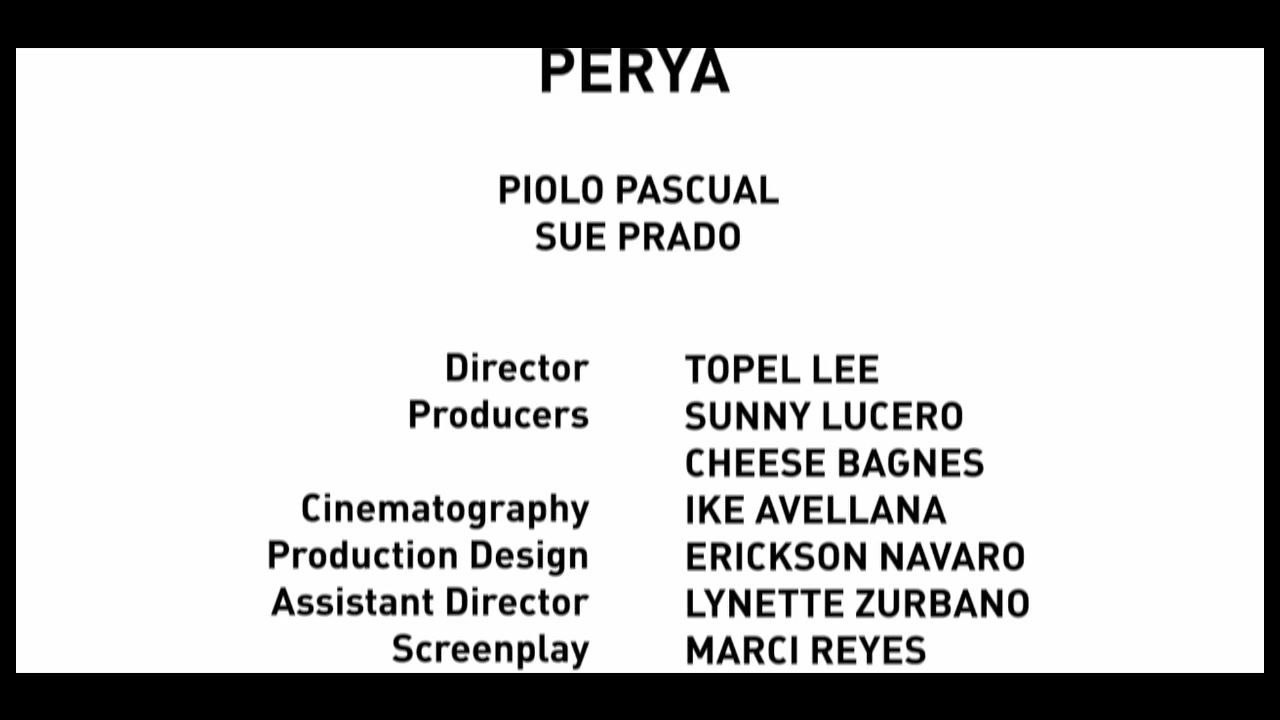 PERYA
PIOLO PASCUAL
SUE PRADO
Director TOPEL LEE
Producers SUNNY LUCERO
CHEESE BAGNES
Cinematography IKE AVELLANA
Production Design ERICKSON NAVARO
Assistant Director LYNETTE ZURBANO
Screenplay MARCI REYES